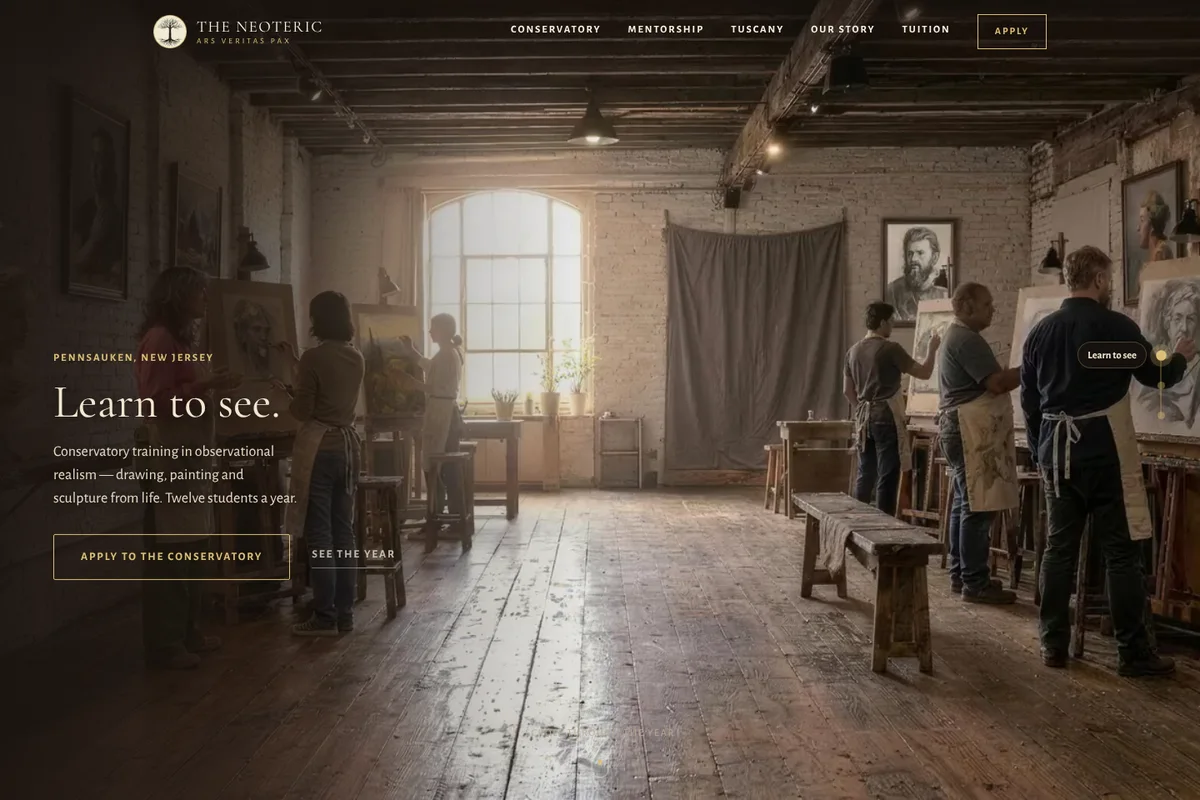 THE NEOTERIC
ARS VERITAS PAX
CONSERVATORY MENTORSHIP TUSCANY OUR STORY TUITION APPLY
PENNSAUKEN, NEW JERSEY
Learn to see.
Conservatory training in observational
realism — drawing, painting and
sculpture from life. Twelve students a year.
APPLY TO THE CONSERVATORY
SEE THE YEAR
Learn to see